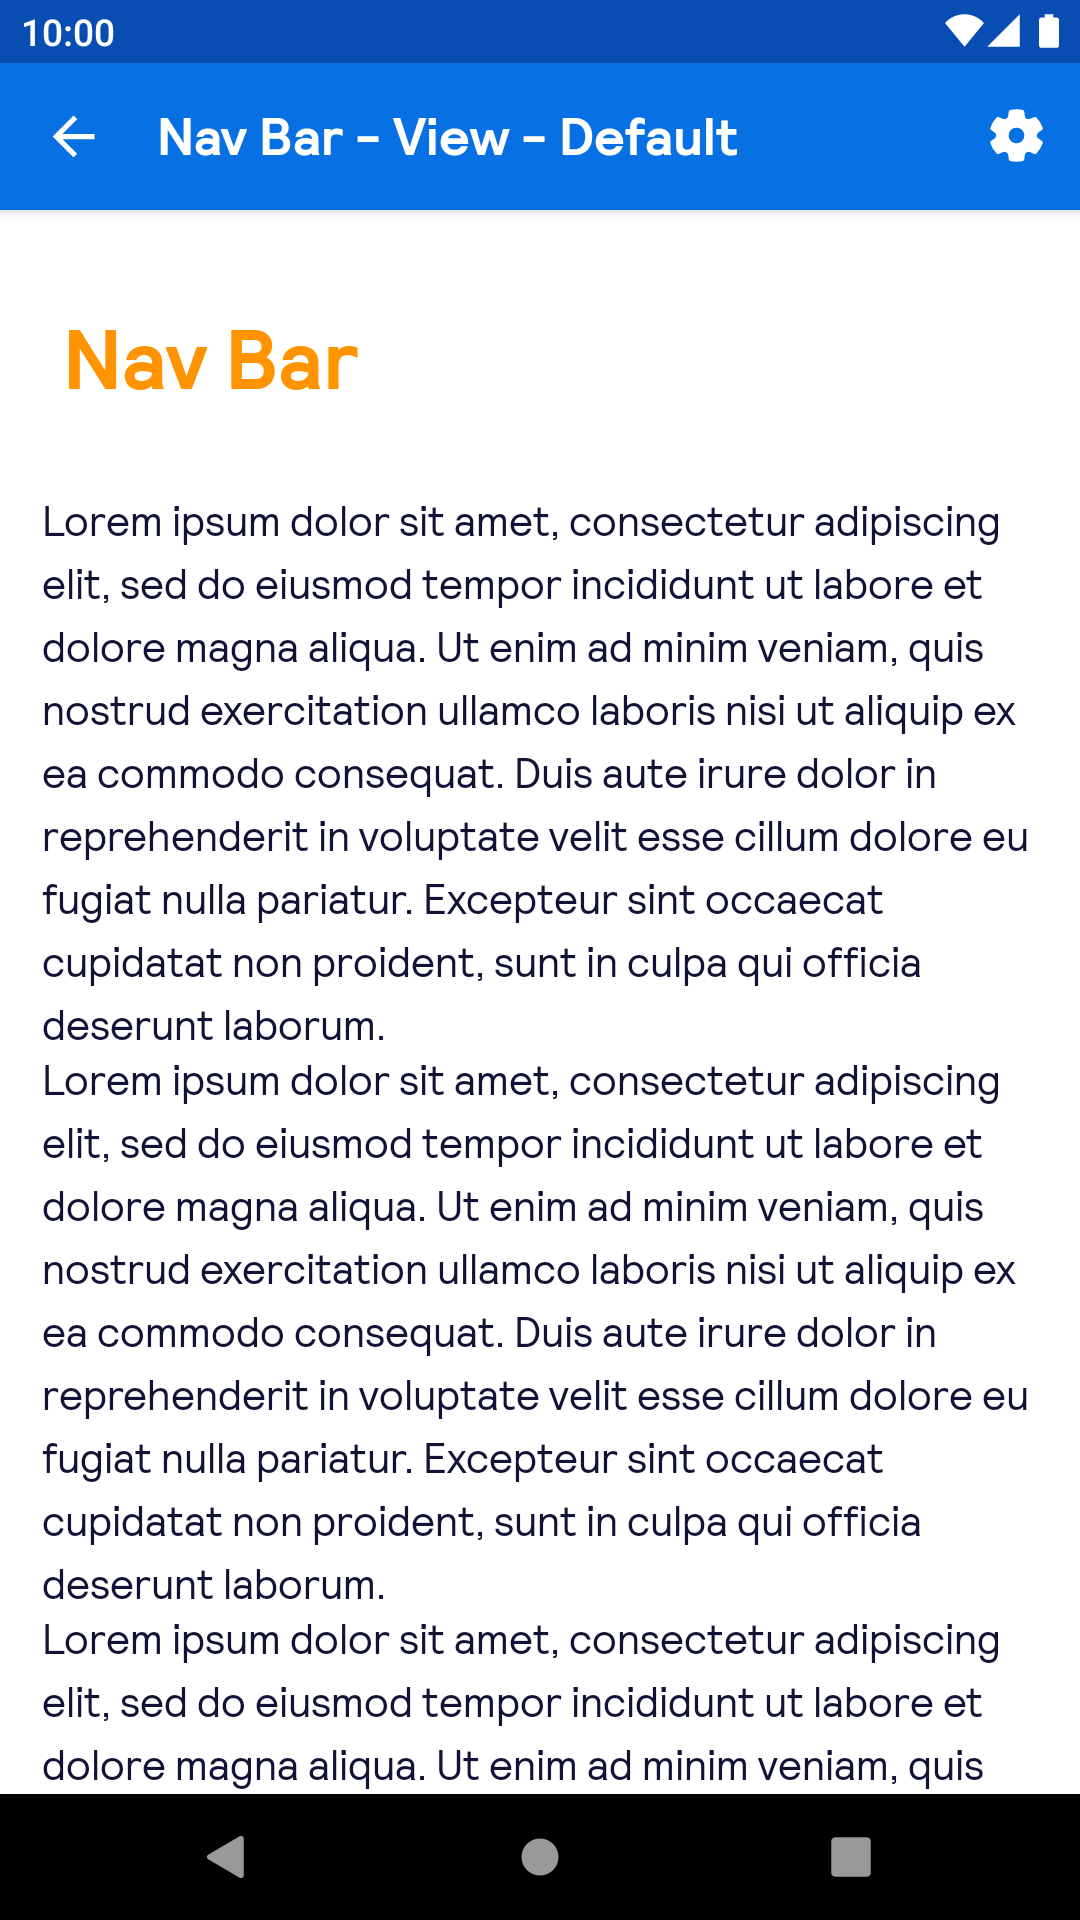 10:00
Nav Bar - View - Default
Nav Bar
Lorem ipsum dolor sit amet, consectetur adipiscing
elit, sed do eiusmod tempor incididunt ut labore et
dolore magna aliqua. Ut enim ad minim veniam, quis
nostrud exercitation ullamco laboris nisi ut aliquip ex
ea commodo consequat. Duis aute irure dolor in
reprehenderit in voluptate velit esse cillum dolore eu
fugiat nulla pariatur. Excepteur sint occaecat
cupidatat non proident, sunt in culpa qui officia
deserunt laborum.
Lorem ipsum dolor sit amet, consectetur adipiscing
elit, sed do eiusmod tempor incididunt ut labore et
dolore magna aliqua. Ut enim ad minim veniam, quis
nostrud exercitation ullamco laboris nisi ut aliquip ex
ea commodo consequat. Duis aute irure dolor in
reprehenderit in voluptate velit esse cillum dolore eu
fugiat nulla pariatur. Excepteur sint occaecat
cupidatat non proident, sunt in culpa qui officia
deserunt laborum.
Lorem ipsum dolor sit amet, consectetur adipiscing
elit, sed do eiusmod tempor incididunt ut labore et
dolore magna aliqua. Ut enim ad minim veniam, quis